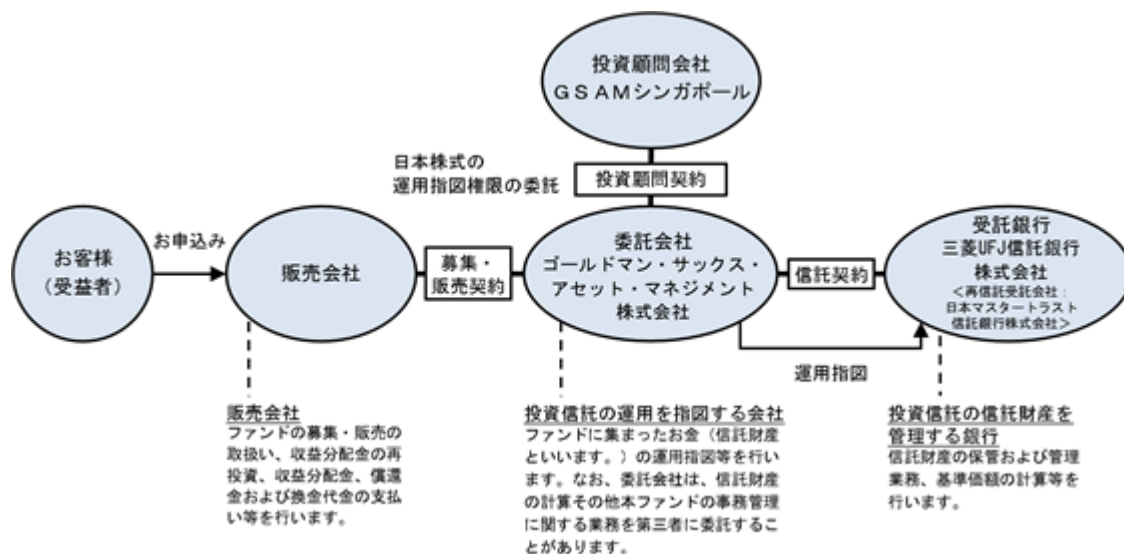 投資顧問会社
GSAMシンガポール
日本株式の
運用指図権限の委託
投資顧問契約
お客様
(受益者)
お申込み
販売会社
募集・
販売契約
委託会社
ゴールドマン・サックス・
アセット・マネジメント
株式会社
信託契約
受託銀行
三菱UFJ信託銀行
株式会社
<再信託受託会社:
日本マスタートラスト
信託銀行株式会社>
運用指図
販売会社
ファンドの募集・販売の
取扱い、収益分配金の再
投資、収益分配金、償還
金および換金代金の支払
い等を行います。
投資信託の運用を指図する会社
ファンドに集まったお金(信託財産
といいます。)の運用指図等を行い
ます。なお、委託会社は、信託財産
の計算その他本ファンドの事務管理
に関する業務を第三者に委託するこ
とがあります。
投資信託の信託財産を
管理する銀行
信託財産の保管および管理
業務、基準価額の計算等を
行います。